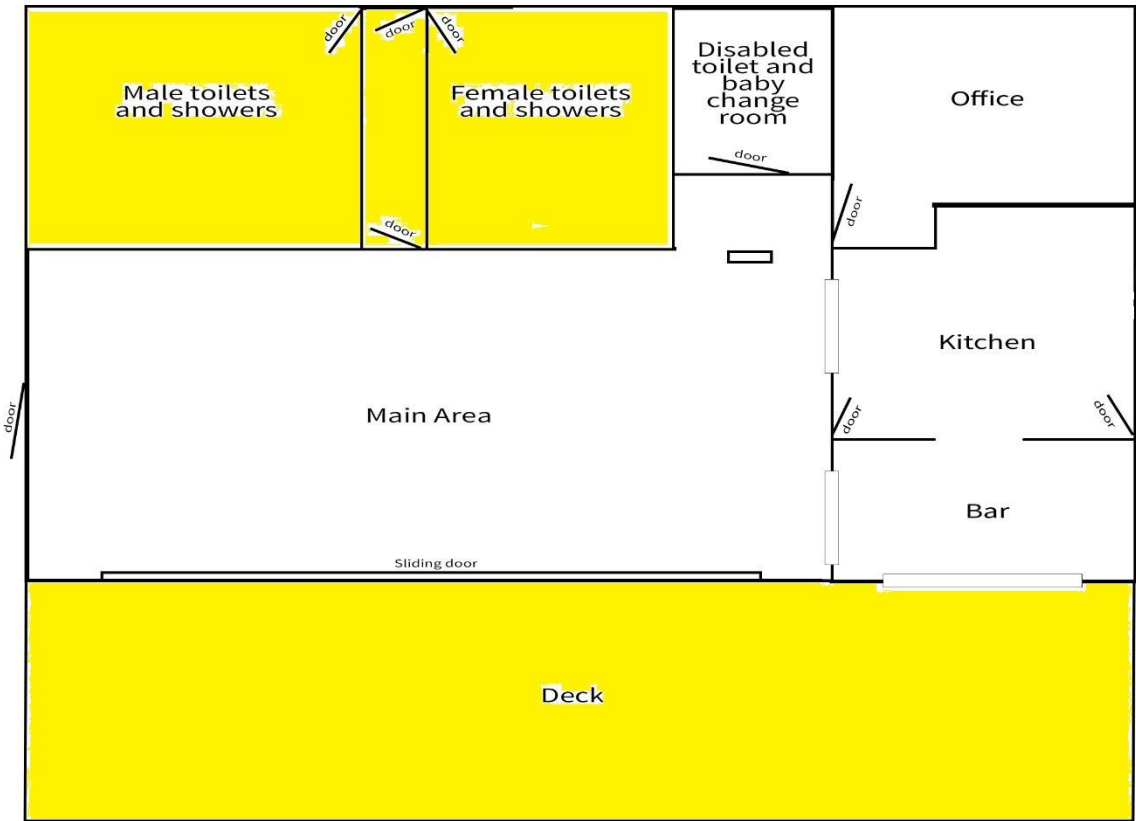 door
door
door
Male toilets
and showers
Female toilets
and showers
Disabled
toilet and
baby
change
room
Office
door
door
door
Kitchen
Main Area
door
door
door
Bar
Sliding door
Deck